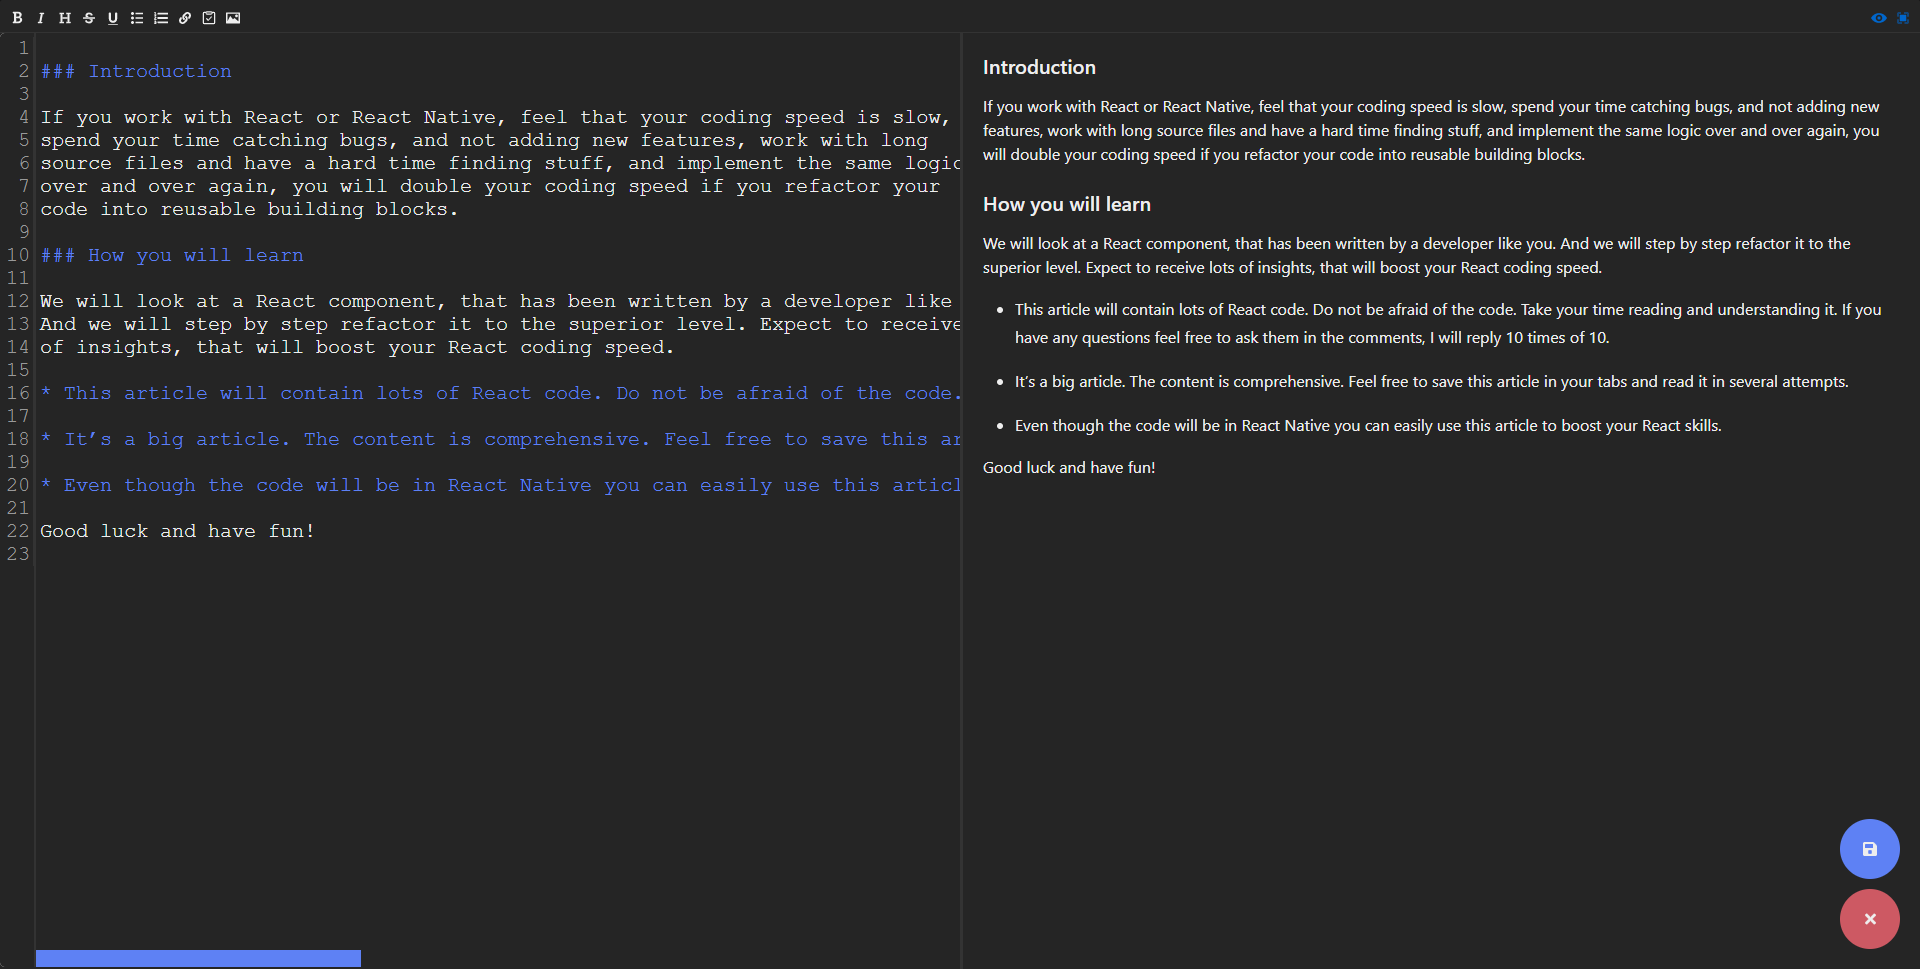 B I H S U
1
2 ### Introduction
3
4 If you work with React or React Native, feel that your coding speed is slow,
5 spend your time catching bugs, and not adding new features, work with long
6 source files and have a hard time finding stuff, and implement the same logic
7 over and over again, you will double your coding speed if you refactor your
8 code into reusable building blocks.
9
10 ### How you will learn
11
12 We will look at a React component, that has been written by a developer like
13 And we will step by step refactor it to the superior level. Expect to receive
14 of insights, that will boost your React coding speed.
15
16 * This article will contain lots of React code. Do not be afraid of the code.
17
18 * It’s a big article. The content is comprehensive. Feel free to save this ar
19
20 * Even though the code will be in React Native you can easily use this articl
21
22 Good luck and have fun!
23
Introduction
If you work with React or React Native, feel that your coding speed is slow, spend your time catching bugs, and not adding new
features, work with long source files and have a hard time finding stuff, and implement the same logic over and over again, you
will double your coding speed if you refactor your code into reusable building blocks.
How you will learn
We will look at a React component, that has been written by a developer like you. And we will step by step refactor it to the
superior level. Expect to receive lots of insights, that will boost your React coding speed.
• This article will contain lots of React code. Do not be afraid of the code. Take your time reading and understanding it. If you
have any questions feel free to ask them in the comments, I will reply 10 times of 10.
• It’s a big article. The content is comprehensive. Feel free to save this article in your tabs and read it in several attempts.
• Even though the code will be in React Native you can easily use this article to boost your React skills.
Good luck and have fun!